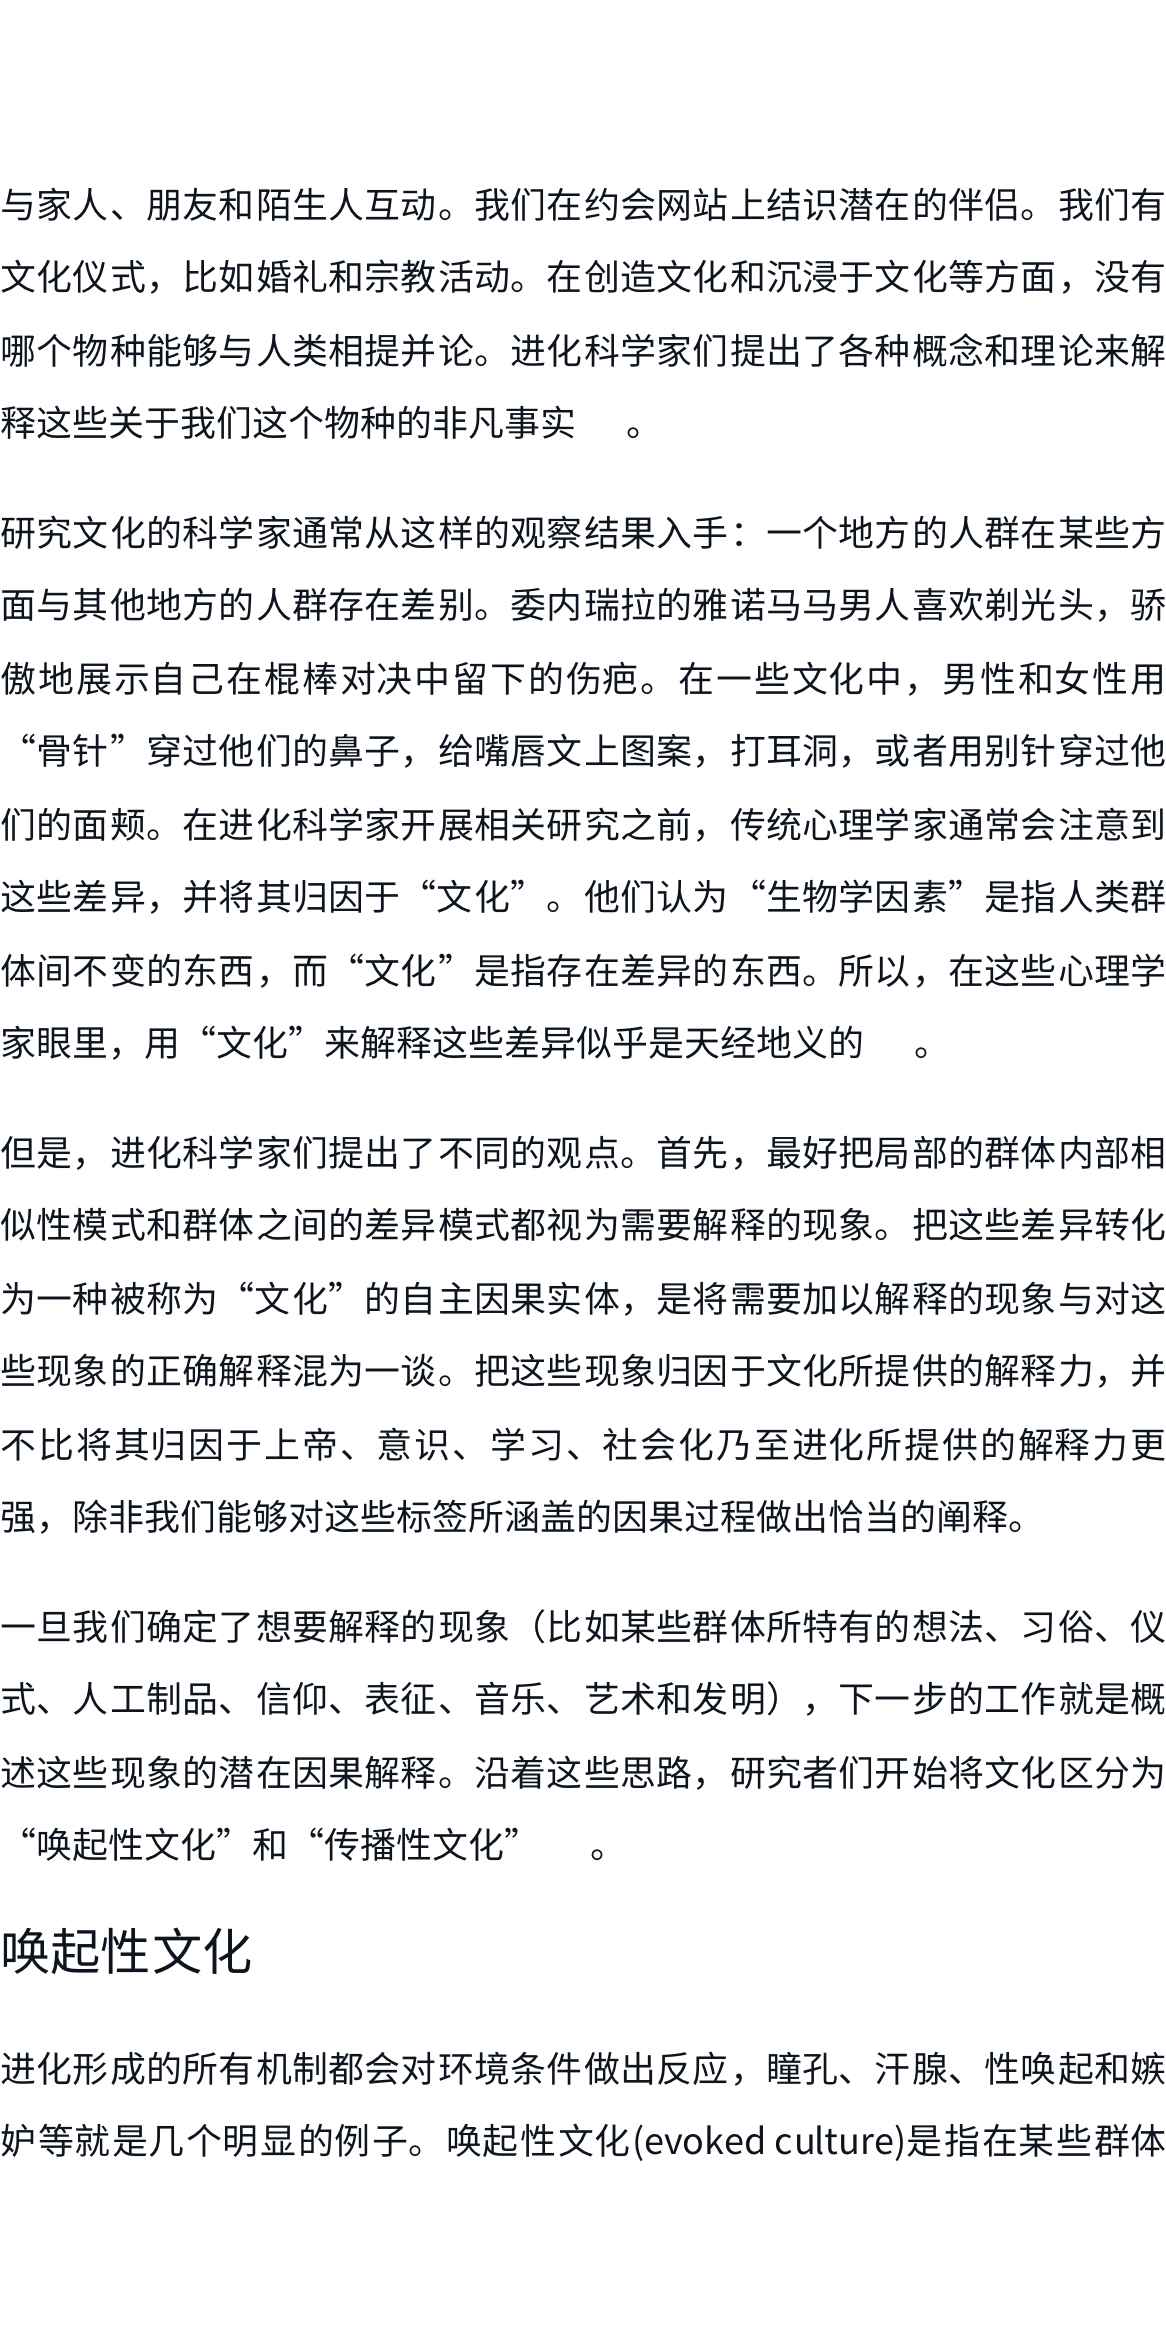 与家人、朋友和陌生人互动。我们在约会网站上结识潜在的伴侣。我们有
文化仪式，比如婚礼和宗教活动。在创造文化和沉浸于文化等方面，没有
哪个物种能够与人类相提并论。进化科学家们提出了各种概念和理论来解
释这些关于我们这个物种的非凡事实　。
研究文化的科学家通常从这样的观察结果入手：一个地方的人群在某些方
面与其他地方的人群存在差别。委内瑞拉的雅诺马马男人喜欢剃光头，骄
傲地展示自己在棍棒对决中留下的伤疤。在一些文化中，男性和女性用
“骨针”穿过他们的鼻子，给嘴唇文上图案，打耳洞，或者用别针穿过他
们的面颊。在进化科学家开展相关研究之前，传统心理学家通常会注意到
这些差异，并将其归因于“文化”。他们认为“生物学因素”是指人类群
体间不变的东西，而“文化”是指存在差异的东西。所以，在这些心理学
家眼里，用“文化”来解释这些差异似乎是天经地义的　。
但是，进化科学家们提出了不同的观点。首先，最好把局部的群体内部相
似性模式和群体之间的差异模式都视为需要解释的现象。把这些差异转化
为一种被称为“文化”的自主因果实体，是将需要加以解释的现象与对这
些现象的正确解释混为一谈。把这些现象归因于文化所提供的解释力，并
不比将其归因于上帝、意识、学习、社会化乃至进化所提供的解释力更
强，除非我们能够对这些标签所涵盖的因果过程做出恰当的阐释。
一旦我们确定了想要解释的现象（比如某些群体所特有的想法、习俗、仪
式、人工制品、信仰、表征、音乐、艺术和发明），下一步的工作就是概
述这些现象的潜在因果解释。沿着这些思路，研究者们开始将文化区分为
“唤起性文化”和“传播性文化”　。
唤起性文化
进化形成的所有机制都会对环境条件做出反应，瞳孔、汗腺、性唤起和嫉
妒等就是几个明显的例子。唤起性文化(evoked culture)是指在某些群体